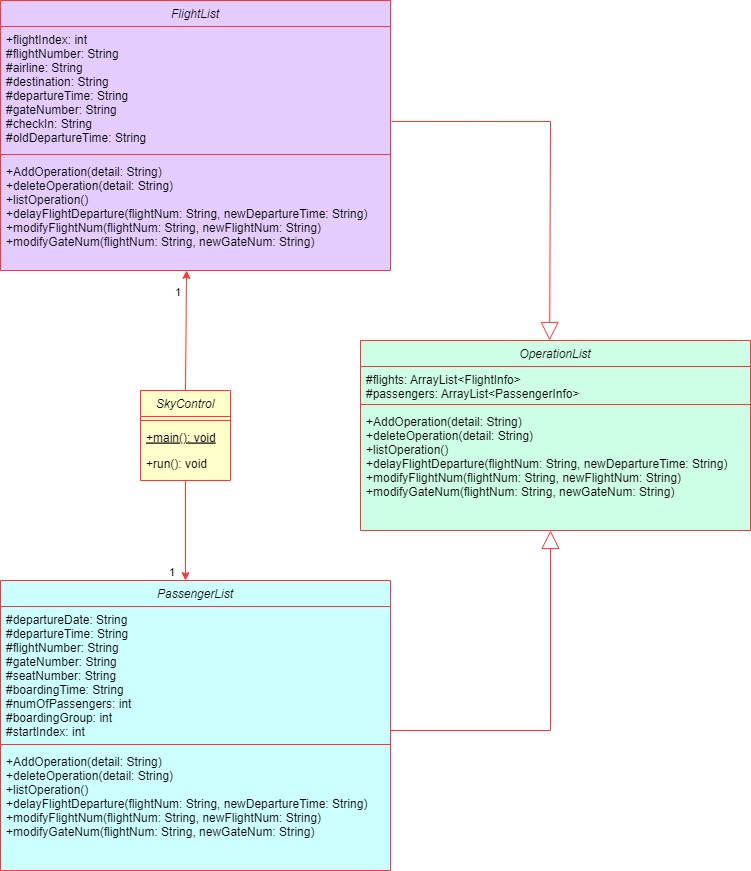 FlightList
+flightIndex: int
#flightNumber: String
#airline: String
#destination: String
#departureTime: String
#gateNumber: String
#checkIn: String
#oldDepartureTime: String
+AddOperation(detail: String)
+deleteOperation(detail: String)
+listOperation()
+delayFlightDeparture(flightNum: String, newDepartureTime: String)
+modifyFlightNum(flightNum: String, newFlightNum: String)
+modifyGateNum(flightNum: String, newGateNum: String)
1
SkyControl
+main(): void
+run(): void
OperationList
#flights: ArrayList<FlightInfo>
#passengers: ArrayList<PassengerInfo>
+AddOperation(detail: String)
+deleteOperation(detail: String)
+listOperation()
+delayFlightDeparture(flightNum: String, newDepartureTime: String)
+modifyFlightNum(flightNum: String, newFlightNum: String)
+modifyGateNum(flightNum: String, newGateNum: String)
1
PassengerList
#departureDate: String
#departureTime: String
#flightNumber: String
#gateNumber: String
#seatNumber: String
#boardingTime: String
#numOfPassengers: int
#boardingGroup: int
#startIndex: int
+AddOperation(detail: String)
+deleteOperation(detail: String)
+listOperation()
+delayFlightDeparture(flightNum: String, newDepartureTime: String)
+modifyFlightNum(flightNum: String, newFlightNum: String)
+modifyGateNum(flightNum: String, newGateNum: String)